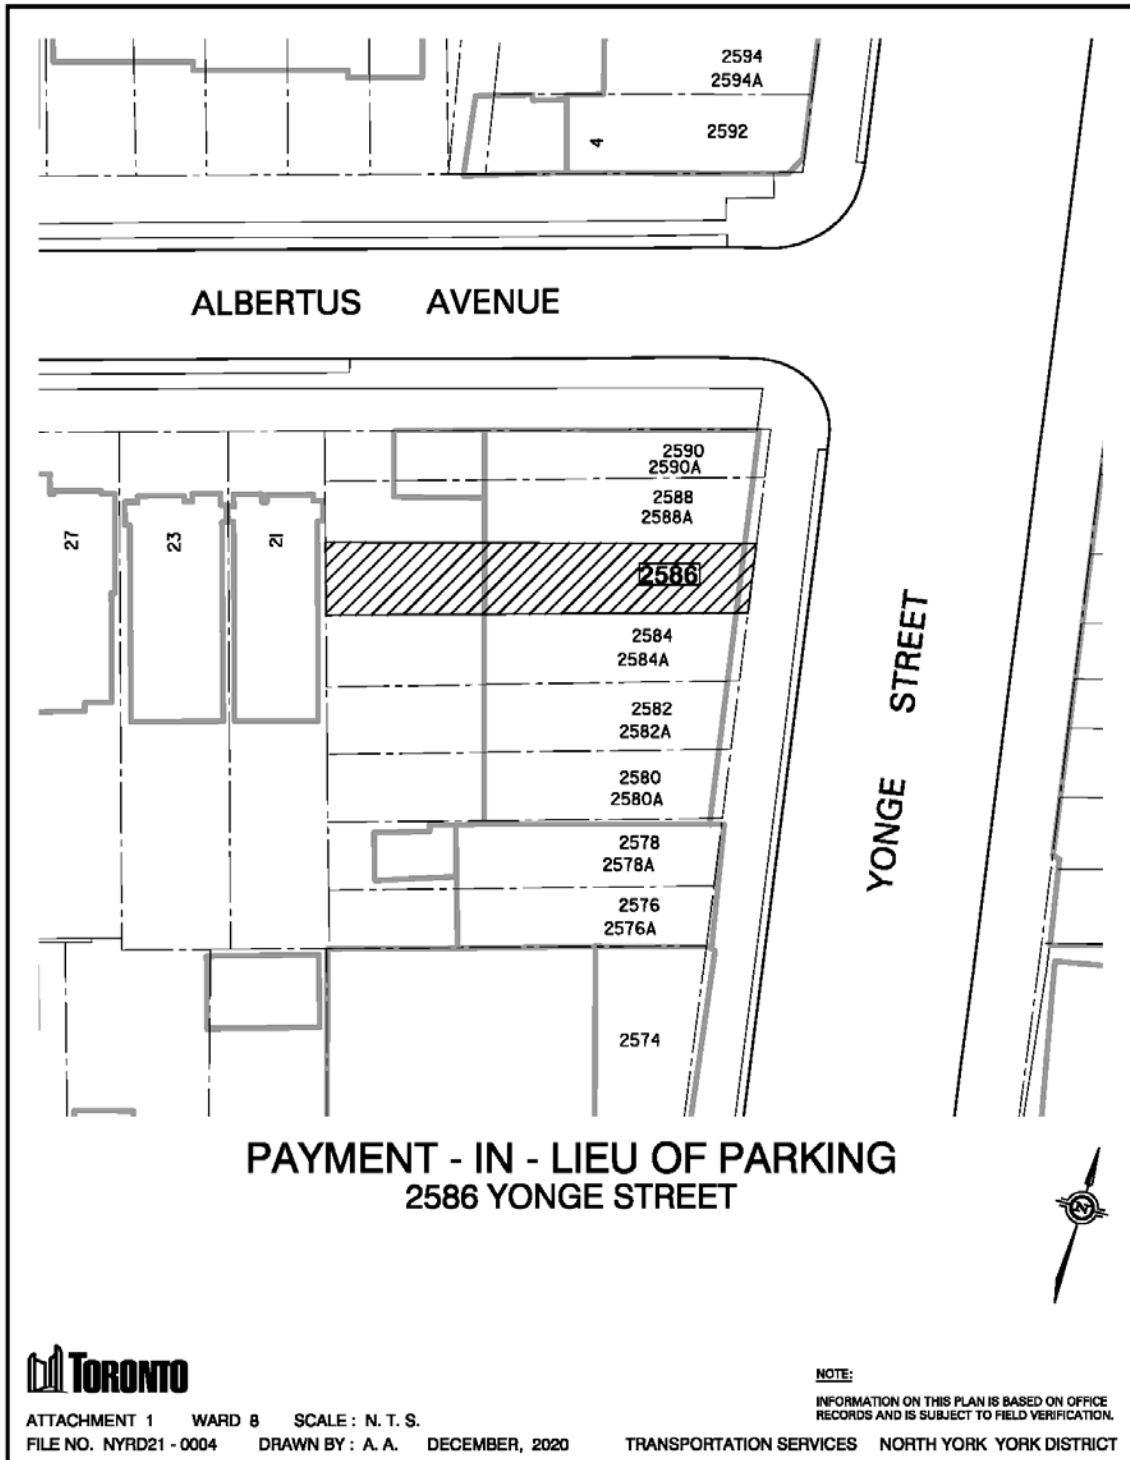 2594
2594A
2592
4
ALBERTUS AVENUE
2590
2590A
2588
2588A
27
23
21
2586
2584
2584A
2582
2582A
2580
2580A
2578
2578A
2576
2576A
2574
YONGE STREET
PAYMENT - IN - LIEU OF PARKING
2586 YONGE STREET
N
TORONTO
NOTE:
INFORMATION ON THIS PLAN IS BASED ON OFFICE
RECORDS AND IS SUBJECT TO FIELD VERIFICATION.
ATTACHMENT 1 WARD 8 SCALE : N. T. S.
FILE NO. NYRD21 - 0004 DRAWN BY : A. A. DECEMBER, 2020 TRANSPORTATION SERVICES NORTH YORK YORK DISTRICT